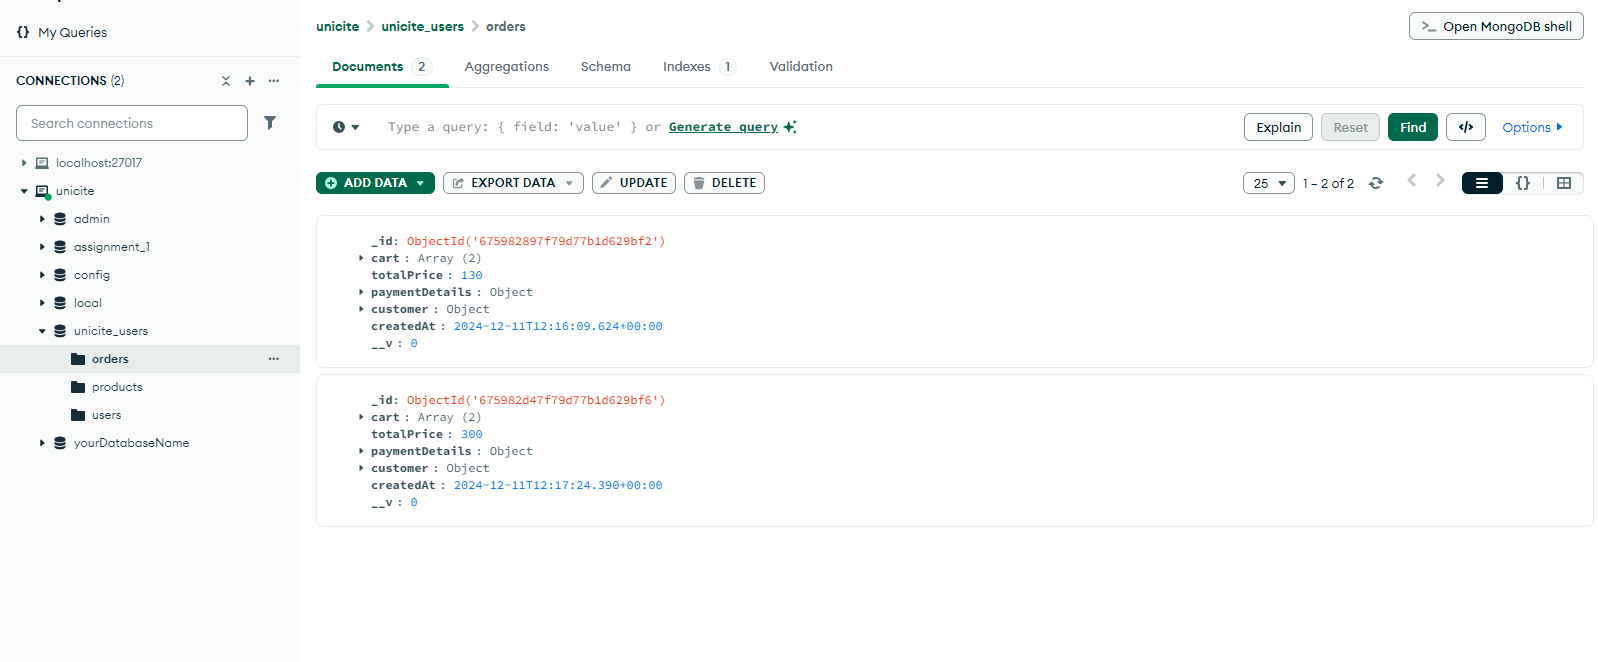 My Queries
CONNECTIONS (2)
Search connections
localhost:27017
unicite
admin
assignment_1
config
local
unicite_users
orders
products
users
yourDatabaseName
unicite > unicite_users > orders
>_ Open MongoDB shell
Documents 2 Aggregations Schema Indexes 1 Validation
Type a query: { field: 'value' } or Generate query
Explain Reset Find </> Options
ADD DATA EXPORT DATA UPDATE DELETE
25 1 – 2 of 2 {}
_id: ObjectId('675982897f79d77b1d629bf2')
cart : Array (2)
totalPrice : 130
paymentDetails : Object
customer : Object
createdAt : 2024-12-11T12:16:09.624+00:00
__v : 0
_id: ObjectId('675982d47f79d77b1d629bf6')
cart : Array (2)
totalPrice : 300
paymentDetails : Object
customer : Object
createdAt : 2024-12-11T12:17:24.390+00:00
__v : 0